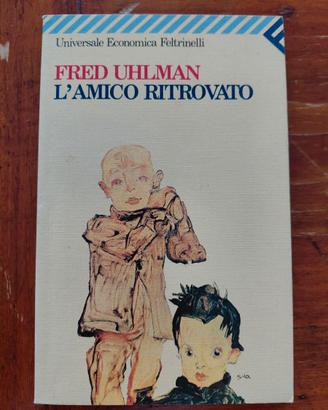 Universale Economica Feltrinelli
FRED UHLMAN
L'AMICO RITROVATO